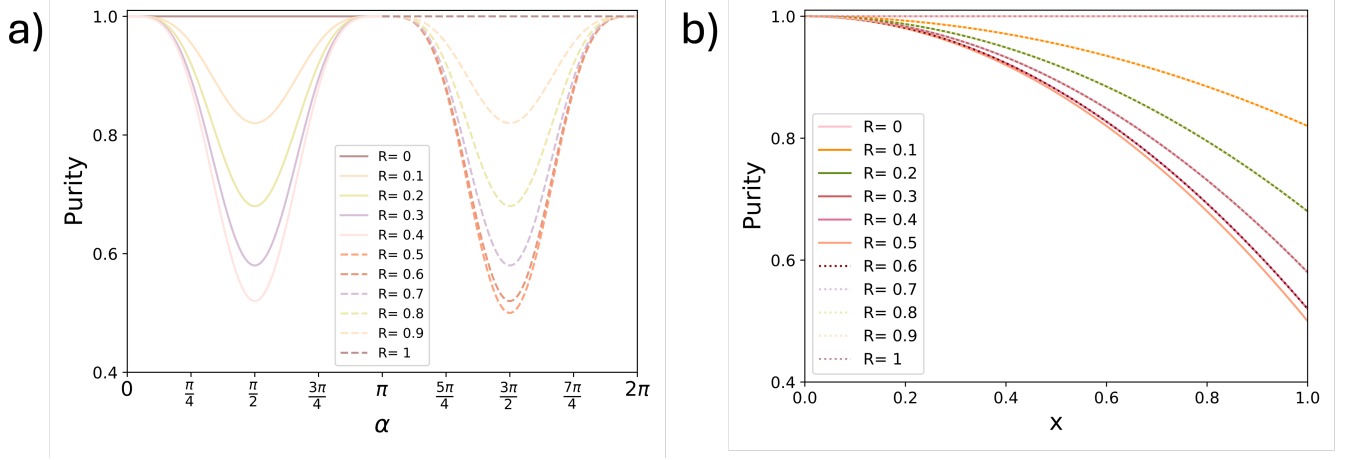 a)
Purity
1.0
0.8
0.6
0.4
R= 0
R= 0.1
R= 0.2
R= 0.3
R= 0.4
R= 0.5
R= 0.6
R= 0.7
R= 0.8
R= 0.9
R= 1
0 π/4 π/2 3π/4 π 5π/4 3π/2 7π/4 2π
α
b)
Purity
1.0
0.8
0.6
0.4
R= 0
R= 0.1
R= 0.2
R= 0.3
R= 0.4
R= 0.5
R= 0.6
R= 0.7
R= 0.8
R= 0.9
R= 1
0.0 0.2 0.4 0.6 0.8 1.0
x